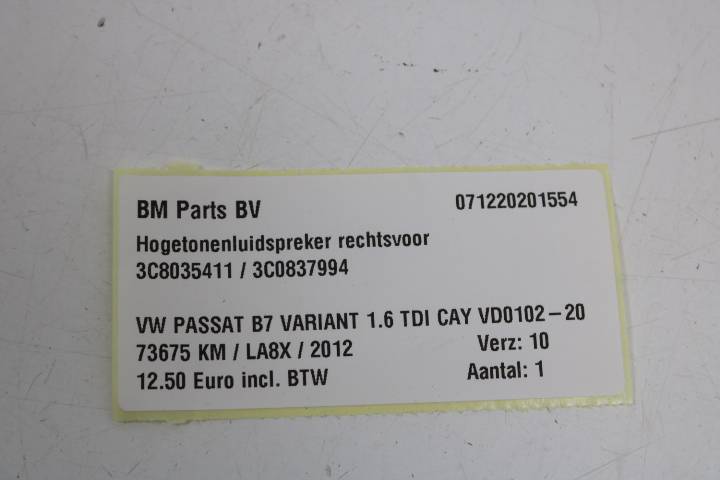 BM Parts BV 071220201554
Hogetonenluidspreker rechtsvoor
3C8035411 / 3C0837994
VW PASSAT B7 VARIANT 1.6 TDI CAY VD0102-20
73675 KM / LA8X / 2012 Verz: 10
12.50 Euro incl. BTW Aantal: 1